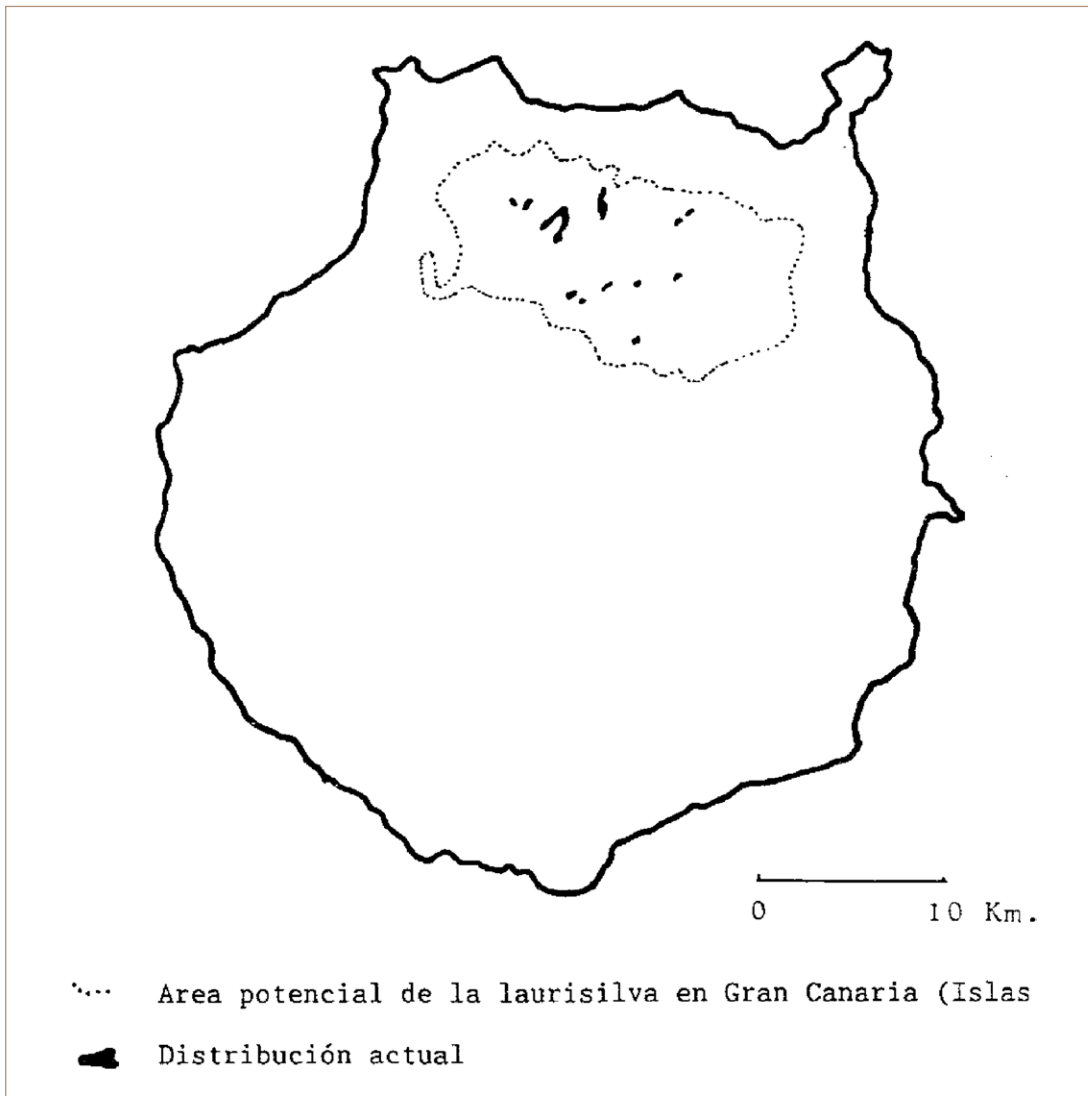 0 10 Km.
Area potencial de la laurisilva en Gran Canaria (Islas
Distribución actual